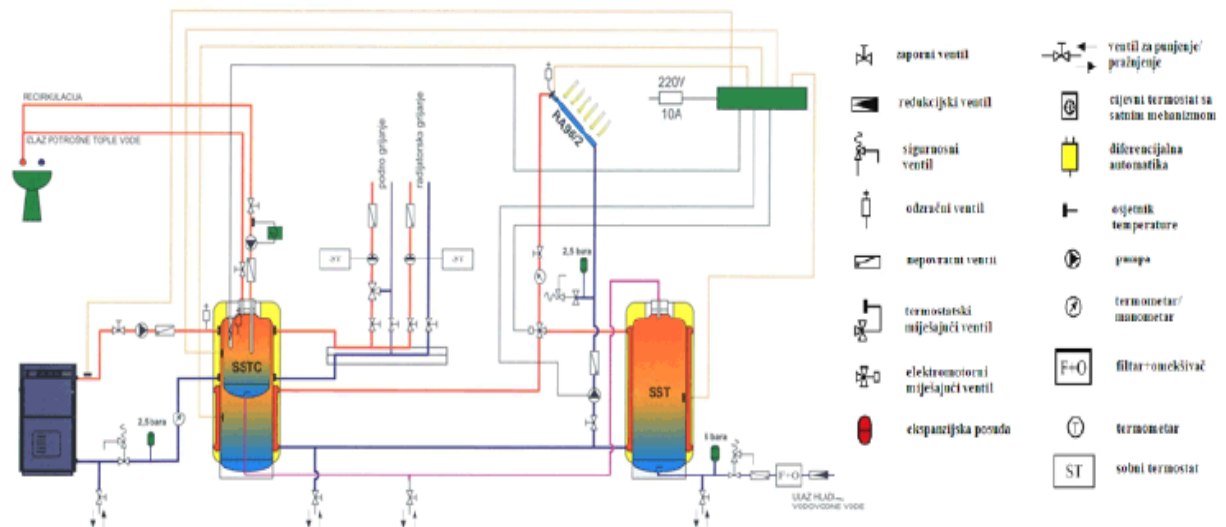 RECIRKULACIJA
IZLAZ POTROŠNE TOPLE VODE
podno grijanje
radijatorska grijanje
RA96/2
220V
10A
ST
ST
2,5 bara
SSTC
SST
2,5 bara
bara
F+O
ULAZ
VODOVODNE VODE
zaporni ventil
redukcijski ventil
sigurnosni
ventil
odzračni ventil
nepovratni ventil
termostatski
miješajući ventil
elektromotorni
miješajući ventil
ekspanzijska posuda
ventil za punjenje/
pražnjenje
cijevni termostat sa
satnim mehanizmom
diferencijalna
automatika
osjetnik
temperature
pumpa
termometar/
manometar
F+O
filtar+omekšivač
T
termometar
ST
sobni termostat